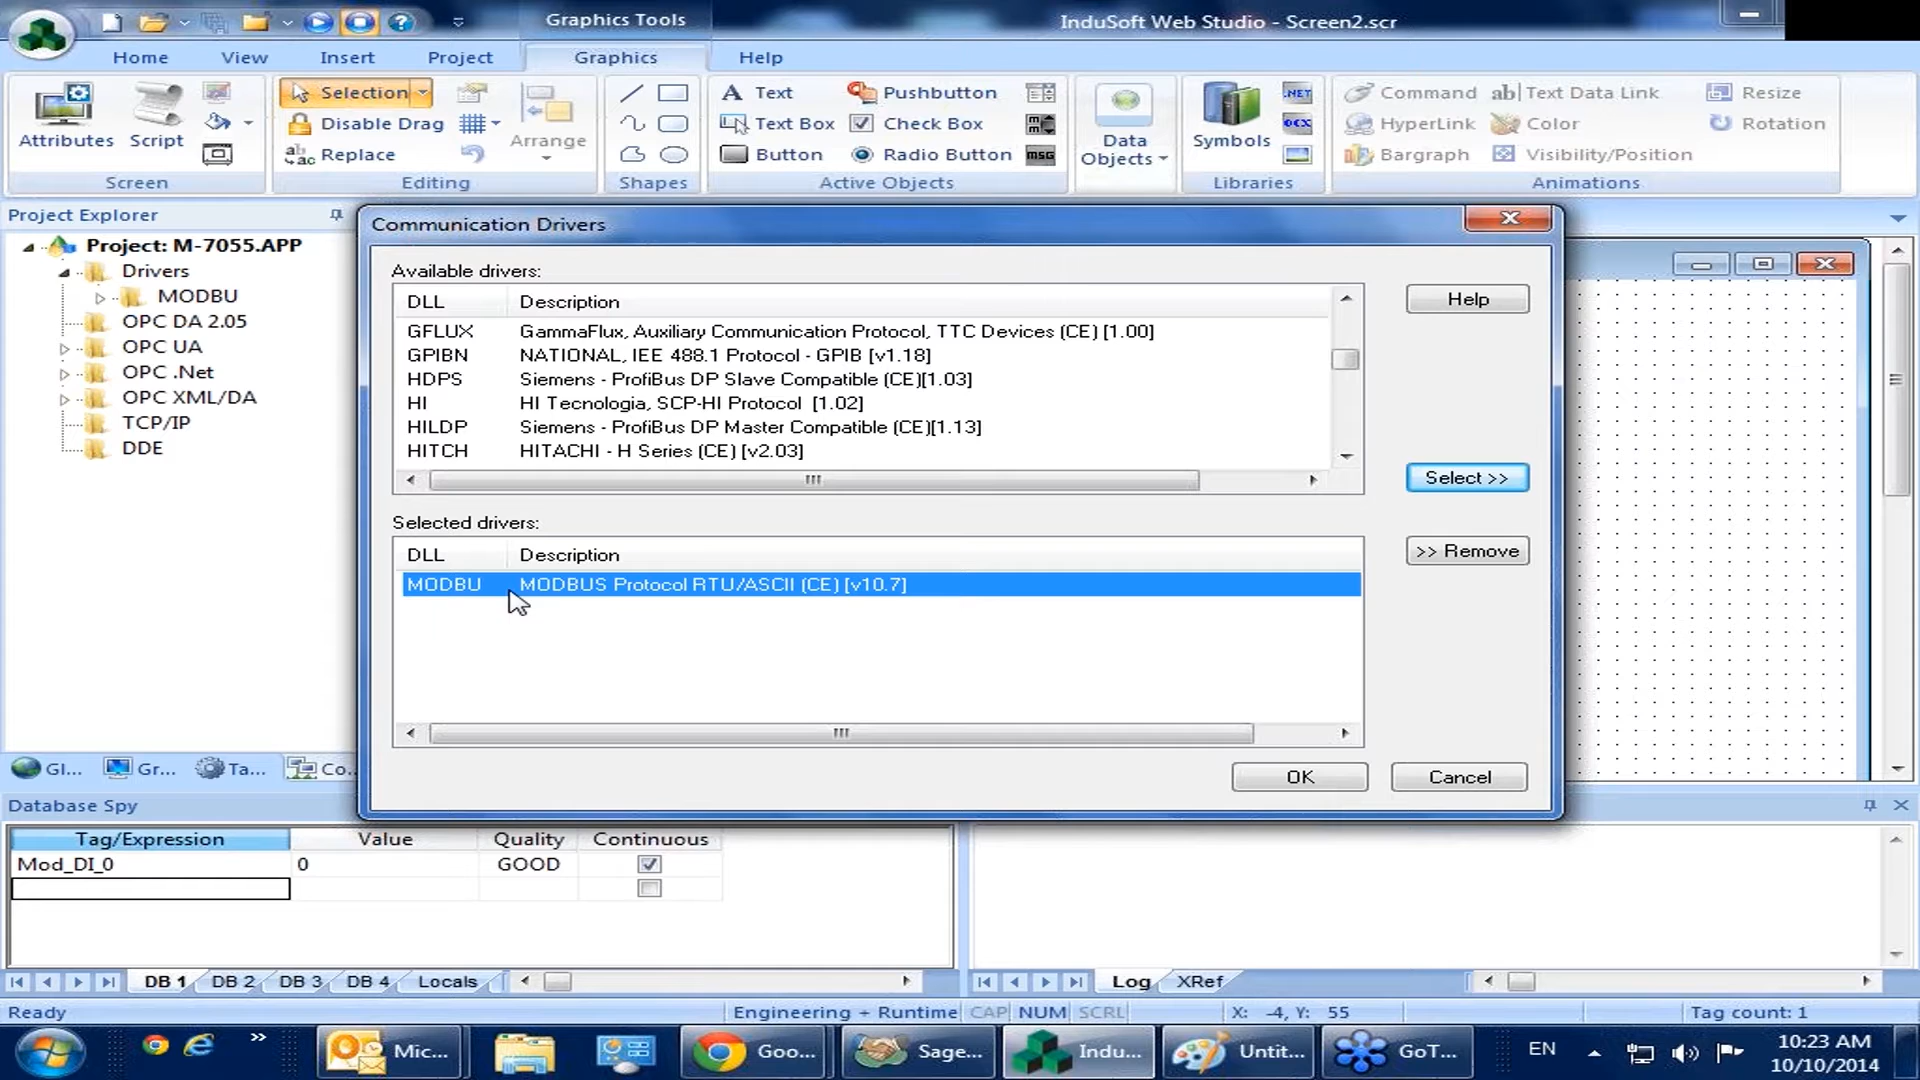 Graphics Tools
InduSoft Web Studio - Screen2.scr
Home View Insert Project Graphics Help
Attributes Script
Screen
Selection
Disable Drag
ab ac Replace
Arrange
Editing
Shapes
A Text
Text Box
Button
Pushbutton
Check Box
Radio Button
MSG
Active Objects
Data Objects
Symbols
.NET
OCX
Libraries
Command
HyperLink
Bargraph
ab| Text Data Link
Color
Visibility/Position
Resize
Rotation
Animations
Project Explorer
Project: M-7055.APP
Drivers
MODBU
OPC DA 2.05
OPC UA
OPC .Net
OPC XML/DA
TCP/IP
DDE
Gl... Gr... Ta... Co...
Communication Drivers
Available drivers:
DLL Description
GFLUX GammaFlux, Auxiliary Communication Protocol, TTC Devices (CE) [1.00]
GPIBN NATIONAL, IEE 488.1 Protocol - GPIB [v1.18]
HDPS Siemens - ProfiBus DP Slave Compatible (CE)[1.03]
HI HI Tecnologia, SCP-HI Protocol [1.02]
HILDP Siemens - ProfiBus DP Master Compatible (CE)[1.13]
HITCH HITACHI - H Series (CE) [v2.03]
Help
Select >>
Selected drivers:
DLL Description
MODBU MODBUS Protocol RTU/ASCII (CE) [v10.7]
>> Remove
OK Cancel
Database Spy
Tag/Expression Value Quality Continuous
Mod_DI_0 0 GOOD
DB 1 DB 2 DB 3 DB 4 Locals
Log XRef
Ready
Engineering + Runtime CAP NUM SCRL X: -4, Y: 55 Tag count: 1
Mic... Goo... Sage... Indu... Untit... GoT...
EN
10:23 AM
10/10/2014